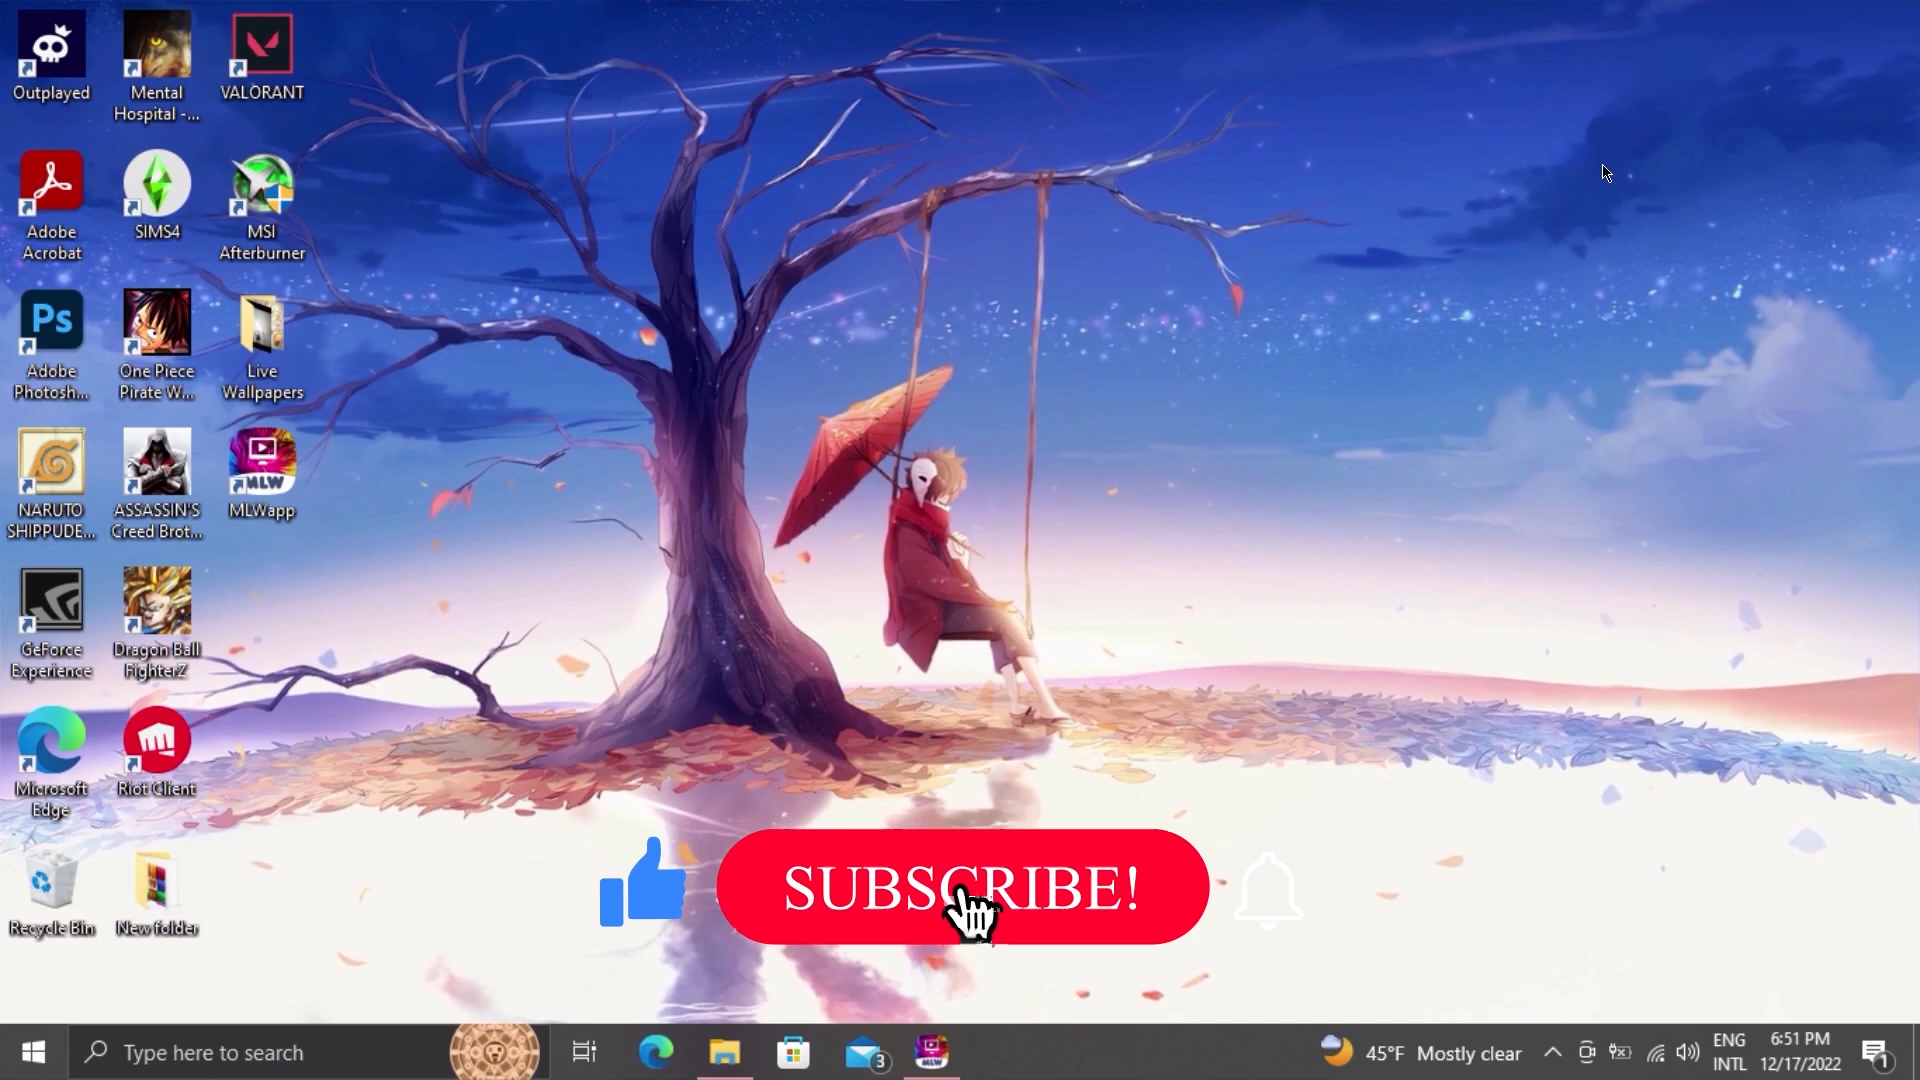 Outplayed
Mental
Hospital -...
VALORANT
Adobe
Acrobat
SIMS4
MSI
Afterburner
Ps
Adobe
Photosh...
One Piece
Pirate W...
Live
Wallpapers
NARUTO
SHIPPUDE...
ASSASSIN'S
Creed Brot...
MLW
MLWapp
GeForce
Experience
Dragon Ball
FighterZ
Microsoft
Edge
Riot Client
Recycle Bin
New folder
SUBSCRIBE!
Type here to search
3
MLW
45°F Mostly clear
ENG
INTL
6:51 PM
12/17/2022
1